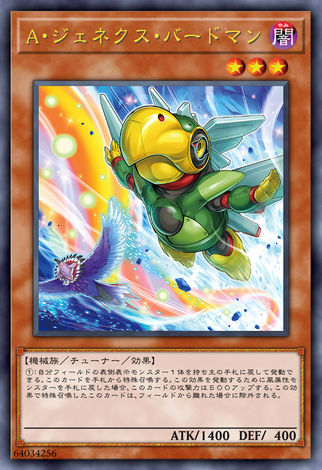 A・ジェネクス・バードマン
闇
【機械族／チューナー／効果】
①：自分フィールドの表側表示モンスター１体を持ち主の手札に戻して発動で
きる。このカードを手札から特殊召喚する。この効果を発動するために風属性モ
ンスターを手札に戻した場合、このカードの攻撃力は５００アップする。この効
果で特殊召喚したこのカードは、フィールドから離れた場合に除外される。
ATK/1400 DEF/ 400
64034256